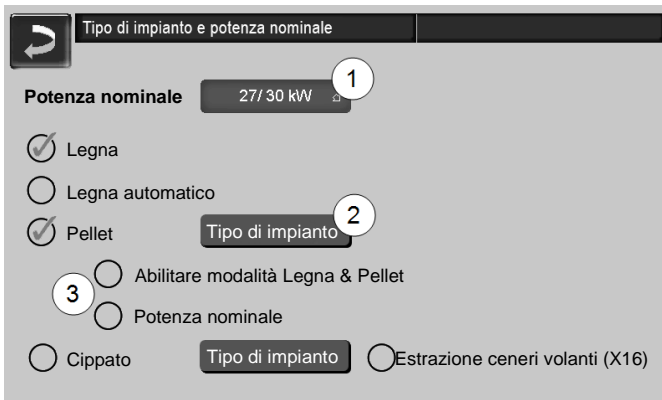 Tipo di impianto e potenza nominale
Potenza nominale 27/ 30 kW 1
Legna
Legna automatico
Pellet Tipo di impianto 2
3 Abilitare modalità Legna & Pellet
Potenza nominale
Cippato Tipo di impianto Estrazione ceneri volanti (X16)